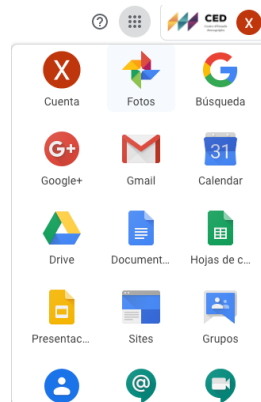 CED
X
X
Cuenta
Fotos
Búsqueda
G+
31
Google+
Gmail
Calendar
Drive
Document...
Hojas de c...
Presentac...
Sites
Grupos